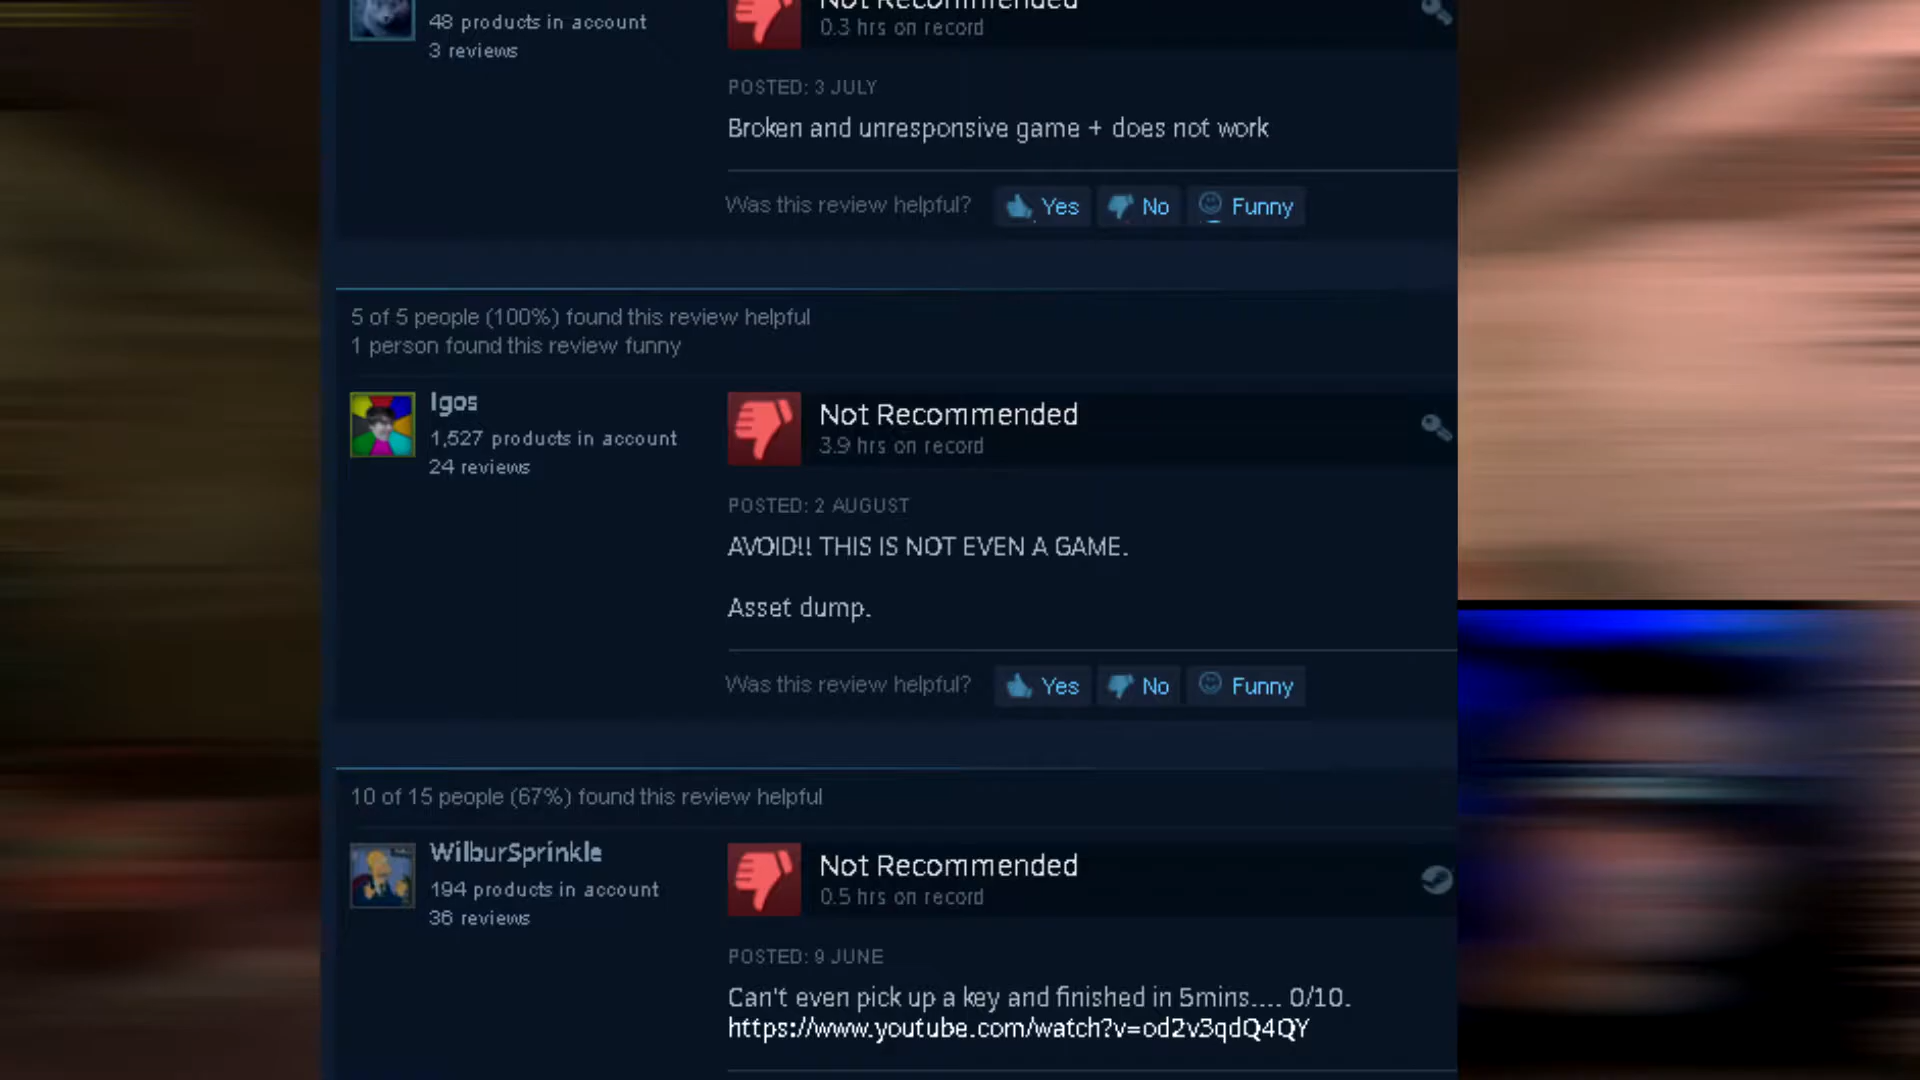 48 products in account
3 reviews
Not Recommended
0.3 hrs on record
POSTED: 3 JULY
Broken and unresponsive game + does not work
Was this review helpful? Yes No Funny
5 of 5 people (100%) found this review helpful
1 person found this review funny
Igos
1,527 products in account
24 reviews
Not Recommended
3.9 hrs on record
POSTED: 2 AUGUST
AVOID!! THIS IS NOT EVEN A GAME.
Asset dump.
Was this review helpful? Yes No Funny
10 of 15 people (67%) found this review helpful
WilburSprinkle
194 products in account
36 reviews
Not Recommended
0.5 hrs on record
POSTED: 9 JUNE
Can't even pick up a key and finished in 5mins.... 0/10.
https://www.youtube.com/watch?v=od2v3qdQ4QY